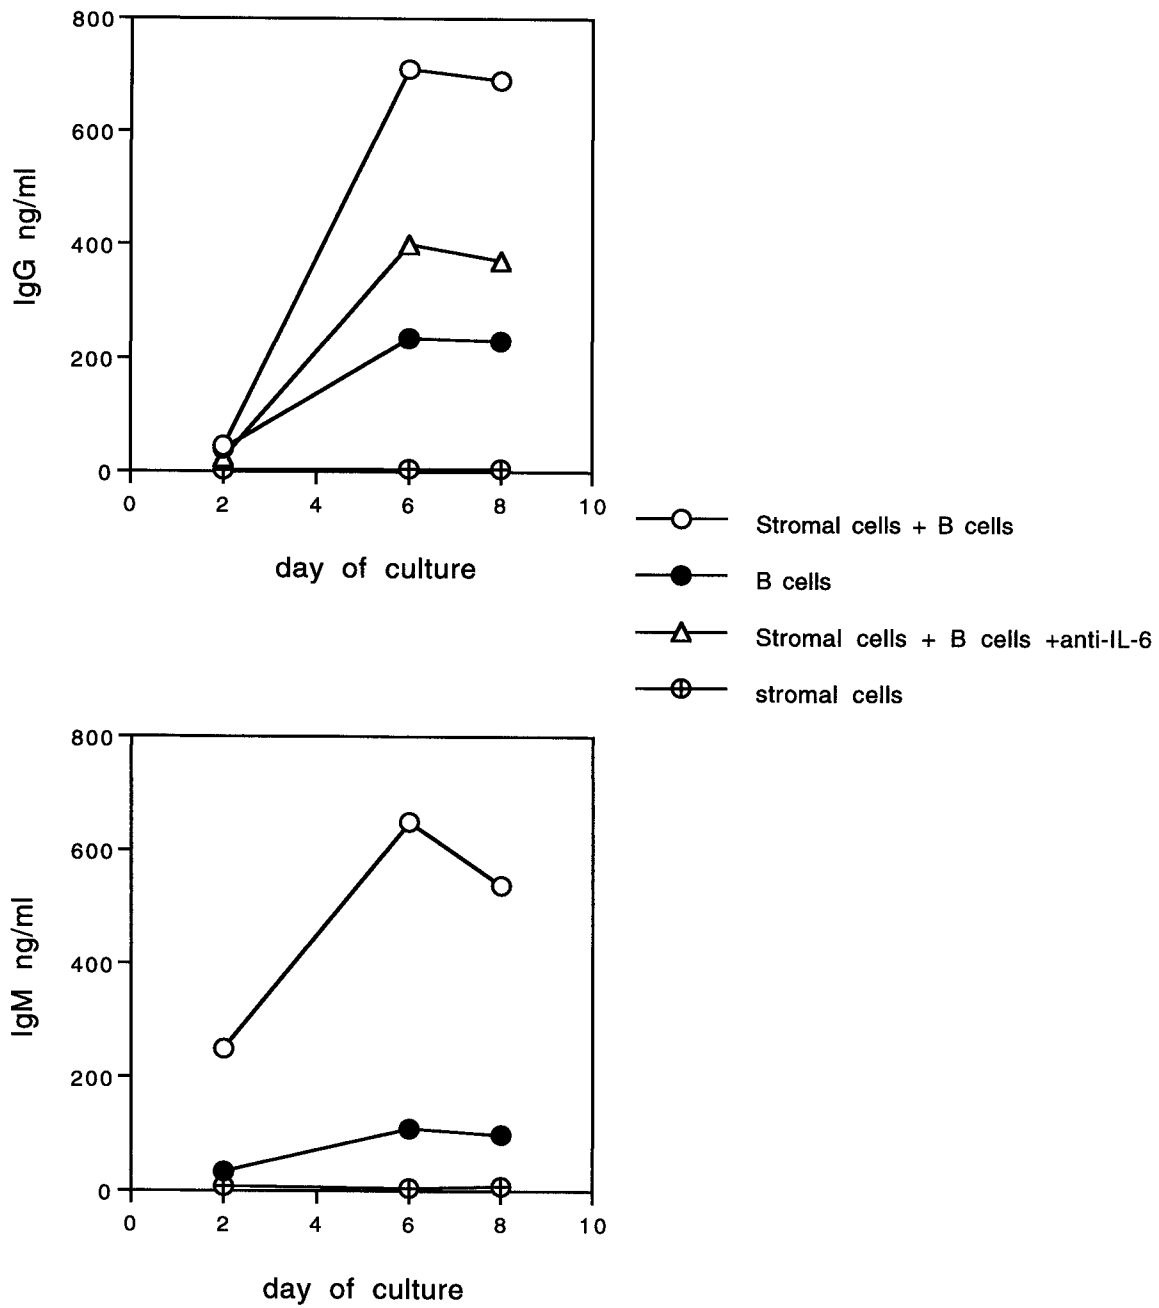 800
600
400
200
0
IgG ng/ml
0 2 4 6 8 10
day of culture
Stromal cells + B cells
B cells
Stromal cells + B cells +anti-IL-6
stromal cells
800
600
400
200
0
IgM ng/ml
0 2 4 6 8 10
day of culture